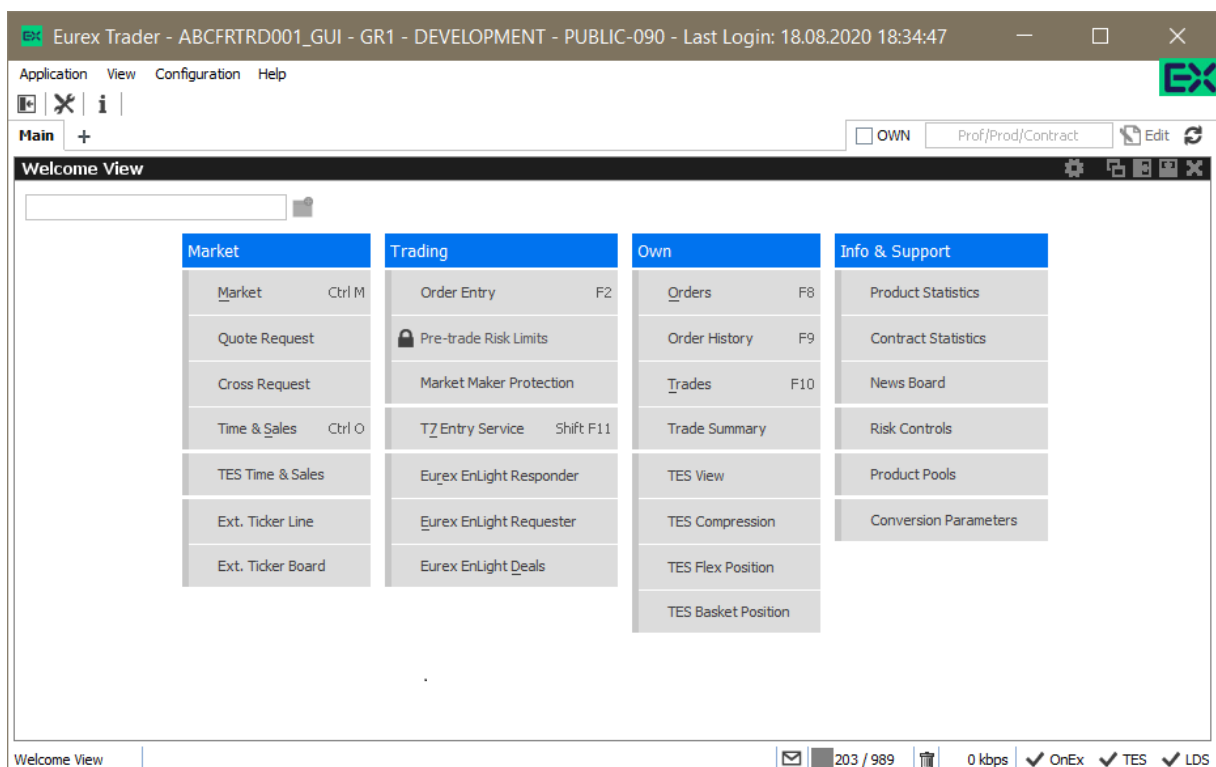 EX Eurex Trader - ABCFRTRD001_GUI - GR1 - DEVELOPMENT - PUBLIC-090 - Last Login: 18.08.2020 18:34:47
Application View Configuration Help
EX
i
Main + OWN Prof/Prod/Contract Edit
Welcome View
Market Trading Own Info & Support
Market Ctrl M Order Entry F2 Orders F8 Product Statistics
Quote Request Pre-trade Risk Limits Order History F9 Contract Statistics
Cross Request Market Maker Protection Trades F10 News Board
Time & Sales Ctrl O T7 Entry Service Shift F11 Trade Summary Risk Controls
TES Time & Sales Eurex EnLight Responder TES View Product Pools
Ext. Ticker Line Eurex EnLight Requester TES Compression Conversion Parameters
Ext. Ticker Board Eurex EnLight Deals TES Flex Position
TES Basket Position
.
Welcome View 203 / 989 0 kbps OnEx TES LDS